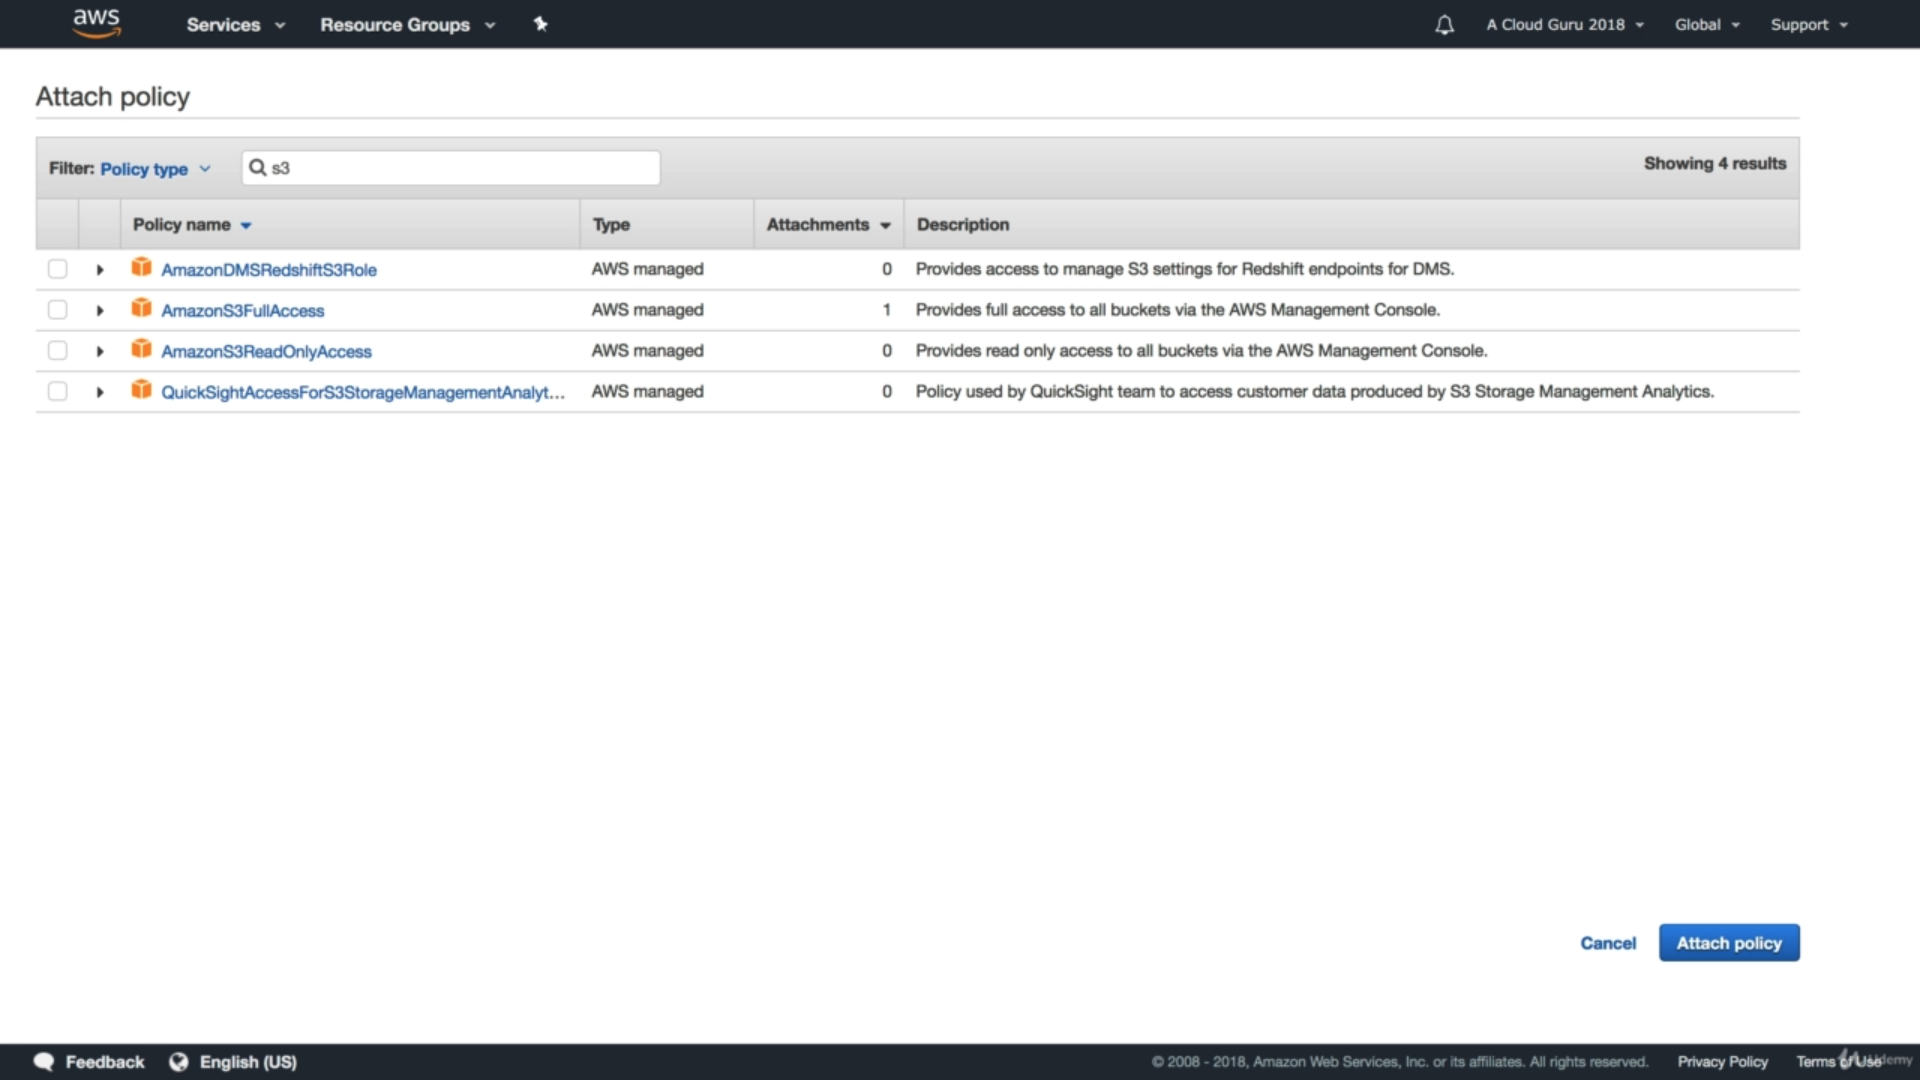 aws Services Resource Groups A Cloud Guru 2018 Global Support
Attach policy
Filter: Policy type s3 Showing 4 results
Policy name Type Attachments Description
AmazonDMSRedshiftS3Role AWS managed 0 Provides access to manage S3 settings for Redshift endpoints for DMS.
AmazonS3FullAccess AWS managed 1 Provides full access to all buckets via the AWS Management Console.
AmazonS3ReadOnlyAccess AWS managed 0 Provides read only access to all buckets via the AWS Management Console.
QuickSightAccessForS3StorageManagementAnalyt... AWS managed 0 Policy used by QuickSight team to access customer data produced by S3 Storage Management Analytics.
Cancel Attach policy
Feedback English (US) © 2008 - 2018, Amazon Web Services, Inc. or its affiliates. All rights reserved. Privacy Policy Terms of Use